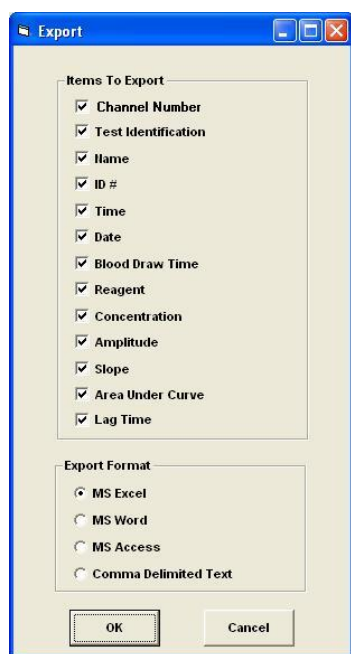 Export
Items To Export
Channel Number
Test Identification
Name
ID #
Time
Date
Blood Draw Time
Reagent
Concentration
Amplitude
Slope
Area Under Curve
Lag Time
Export Format
MS Excel
MS Word
MS Access
Comma Delimited Text
OK Cancel